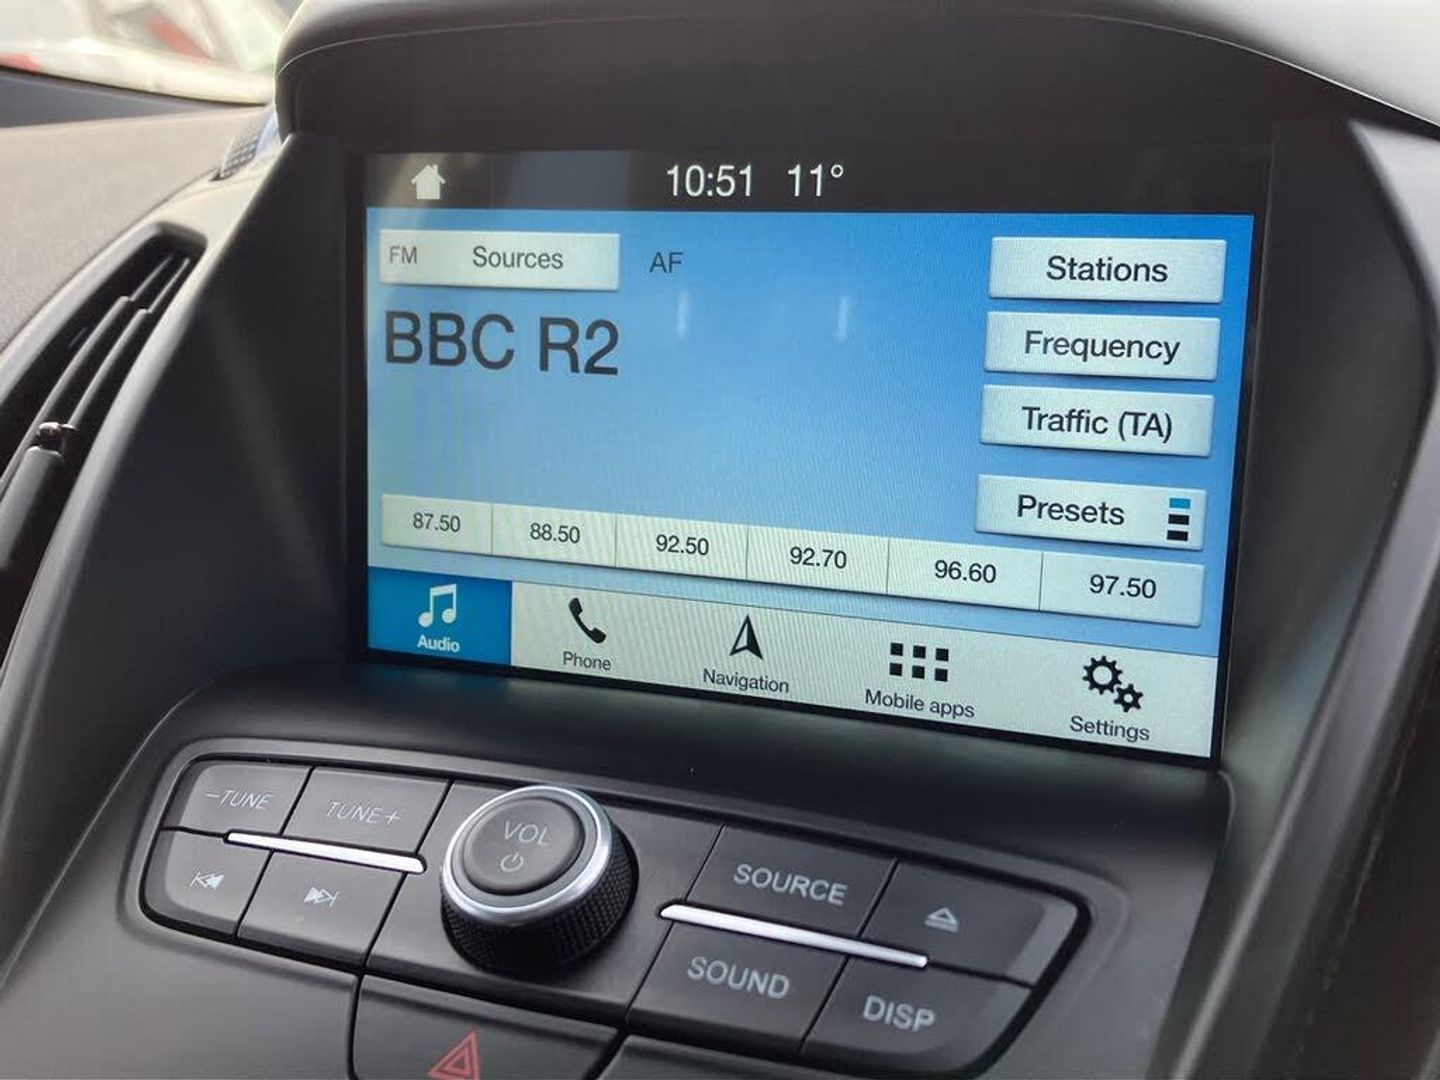 10:51 11°
FM Sources AF
Stations
BBC R2
Frequency
Traffic (TA)
Presets
87.50 88.50 92.50 92.70 96.60 97.50
Audio Phone Navigation Mobile apps Settings
–TUNE TUNE+
VOL
SOURCE
SOUND
DISP